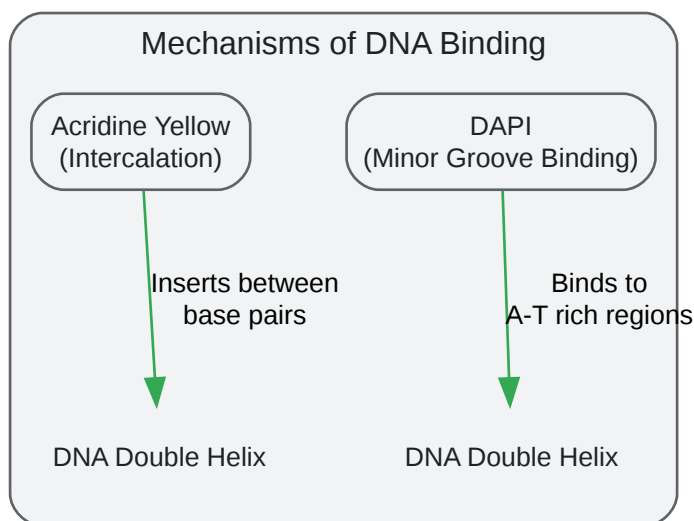 Mechanisms of DNA Binding
Acridine Yellow
(Intercalation)
DAPI
(Minor Groove Binding)
Inserts between
base pairs
Binds to
A-T rich regions
DNA Double Helix
DNA Double Helix